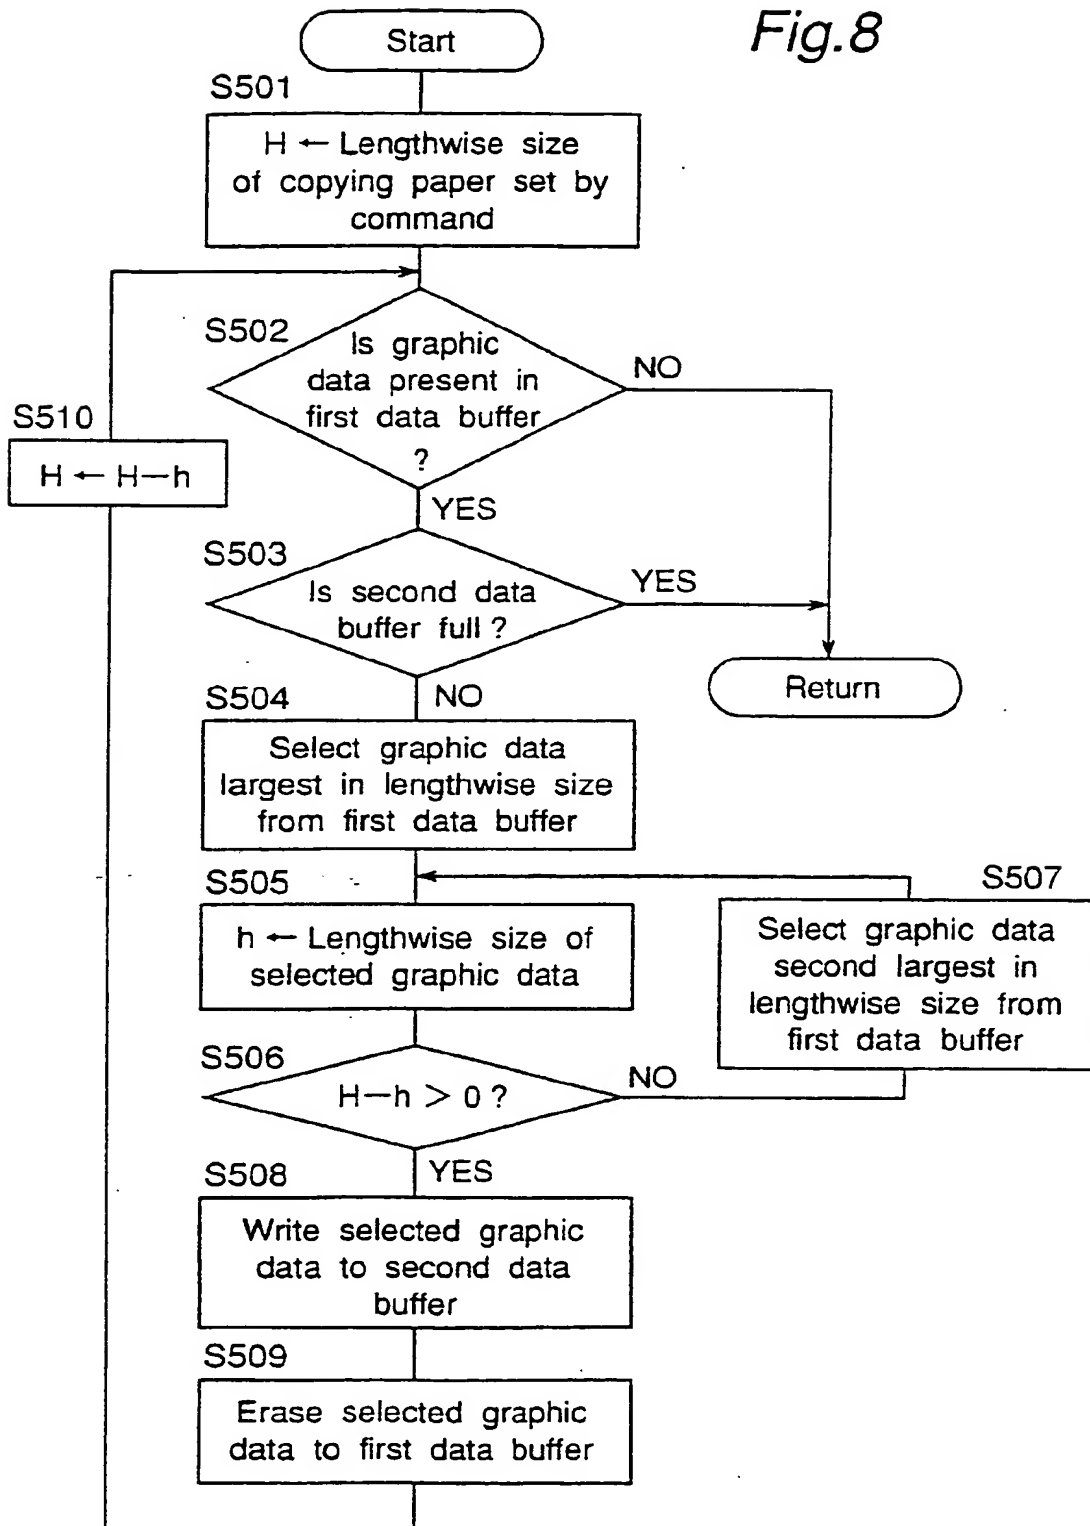 Fig.8
Start
S501
H ← Lengthwise size
of copying paper set by
command
S502
Is graphic
data present in
first data buffer
?
NO
S510
H ← H—h
YES
S503
Is second data
buffer full ?
YES
Return
NO
S504
Select graphic data
largest in lengthwise size
from first data buffer
S505
h ← Lengthwise size of
selected graphic data
S507
Select graphic data
second largest in
lengthwise size from
first data buffer
S506
H—h > 0 ?
NO
YES
S508
Write selected graphic
data to second data
buffer
S509
Erase selected graphic
data to first data buffer